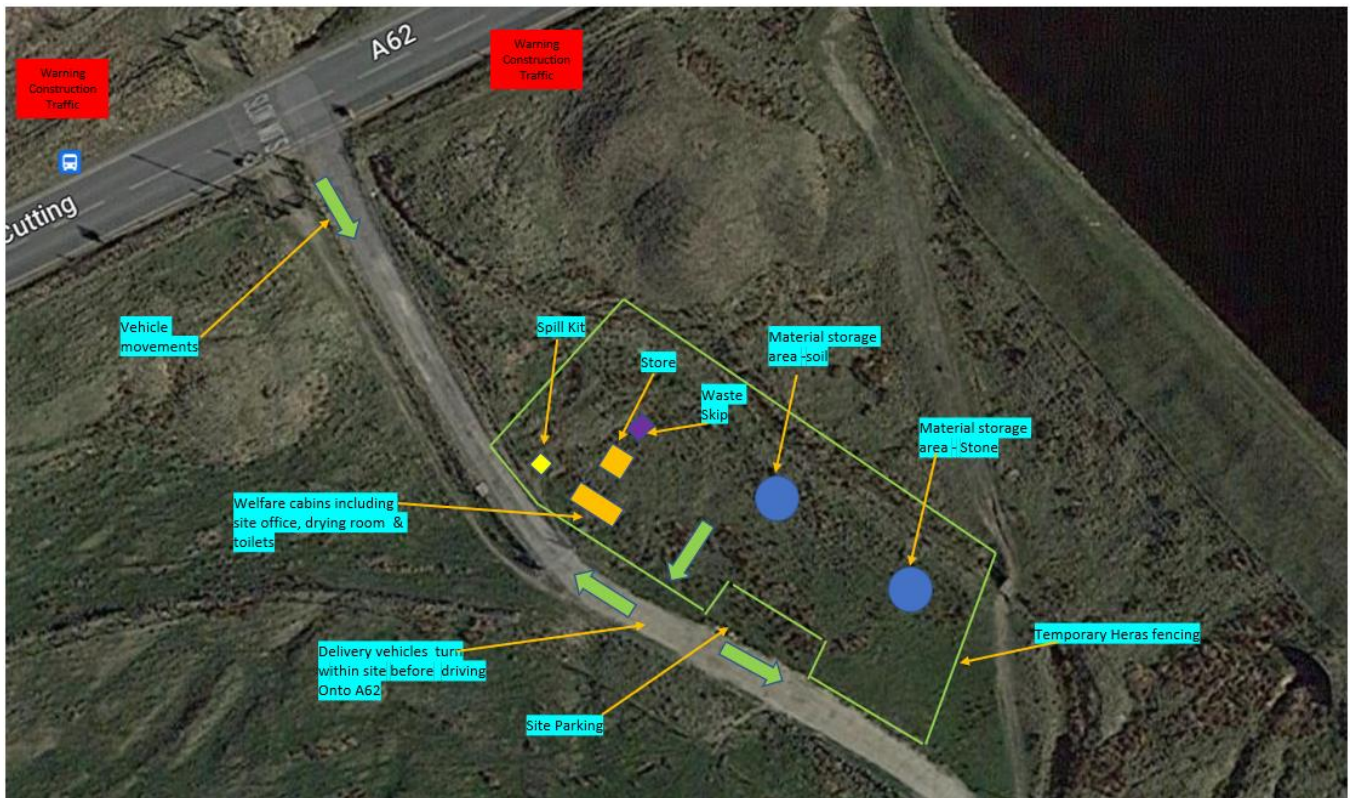 Warning
Construction
Traffic
A62
Warning
Construction
Traffic
SLOW
Cutting
Vehicle
movements
Spill Kit
Store
Material storage
area -soil
Waste
Skip
Material storage
area - Stone
Welfare cabins including
site office, drying room &
toilets
Delivery vehicles turn
within site before driving
Onto A62
Temporary Heras fencing
Site Parking